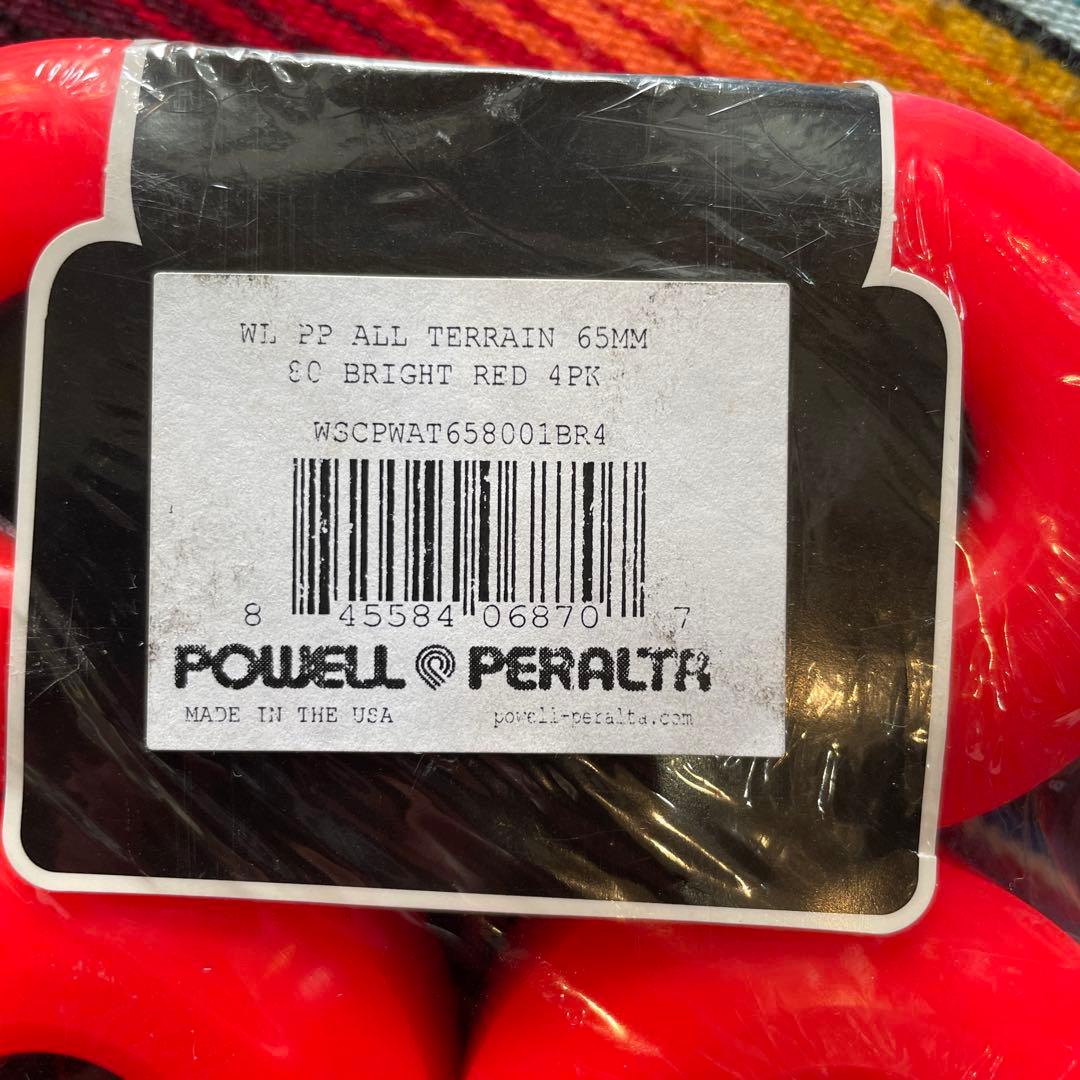 WL PP ALL TERRAIN 65MM
80 BRIGHT RED 4PK
WSCPWAT658001BR4
8 45584 06870 7
POWELL PERALTA
MADE IN THE USA powell-peralta.com